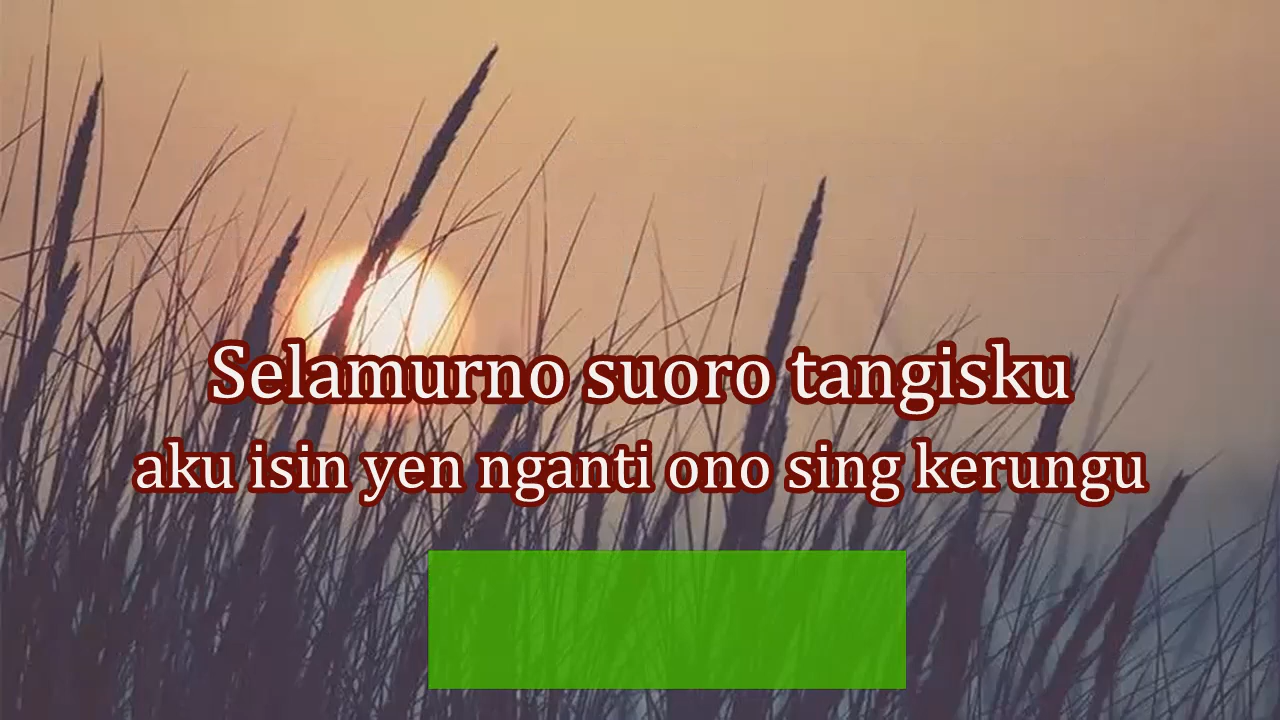 Selamurno suoro tangisku
aku isin yen nganti ono sing kerungu